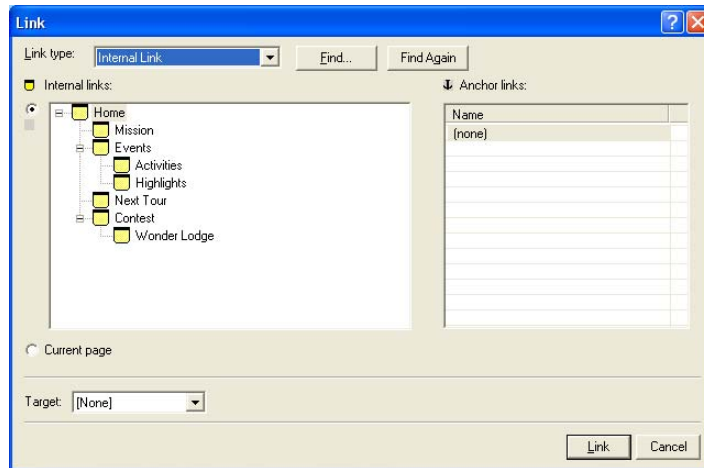 Link
Link type: Internal Link Find... Find Again
Internal links: Anchor links:
Home
Mission
Events
Activities
Highlights
Next Tour
Contest
Wonder Lodge
Name
(none)
Current page
Target: [None]
Link Cancel